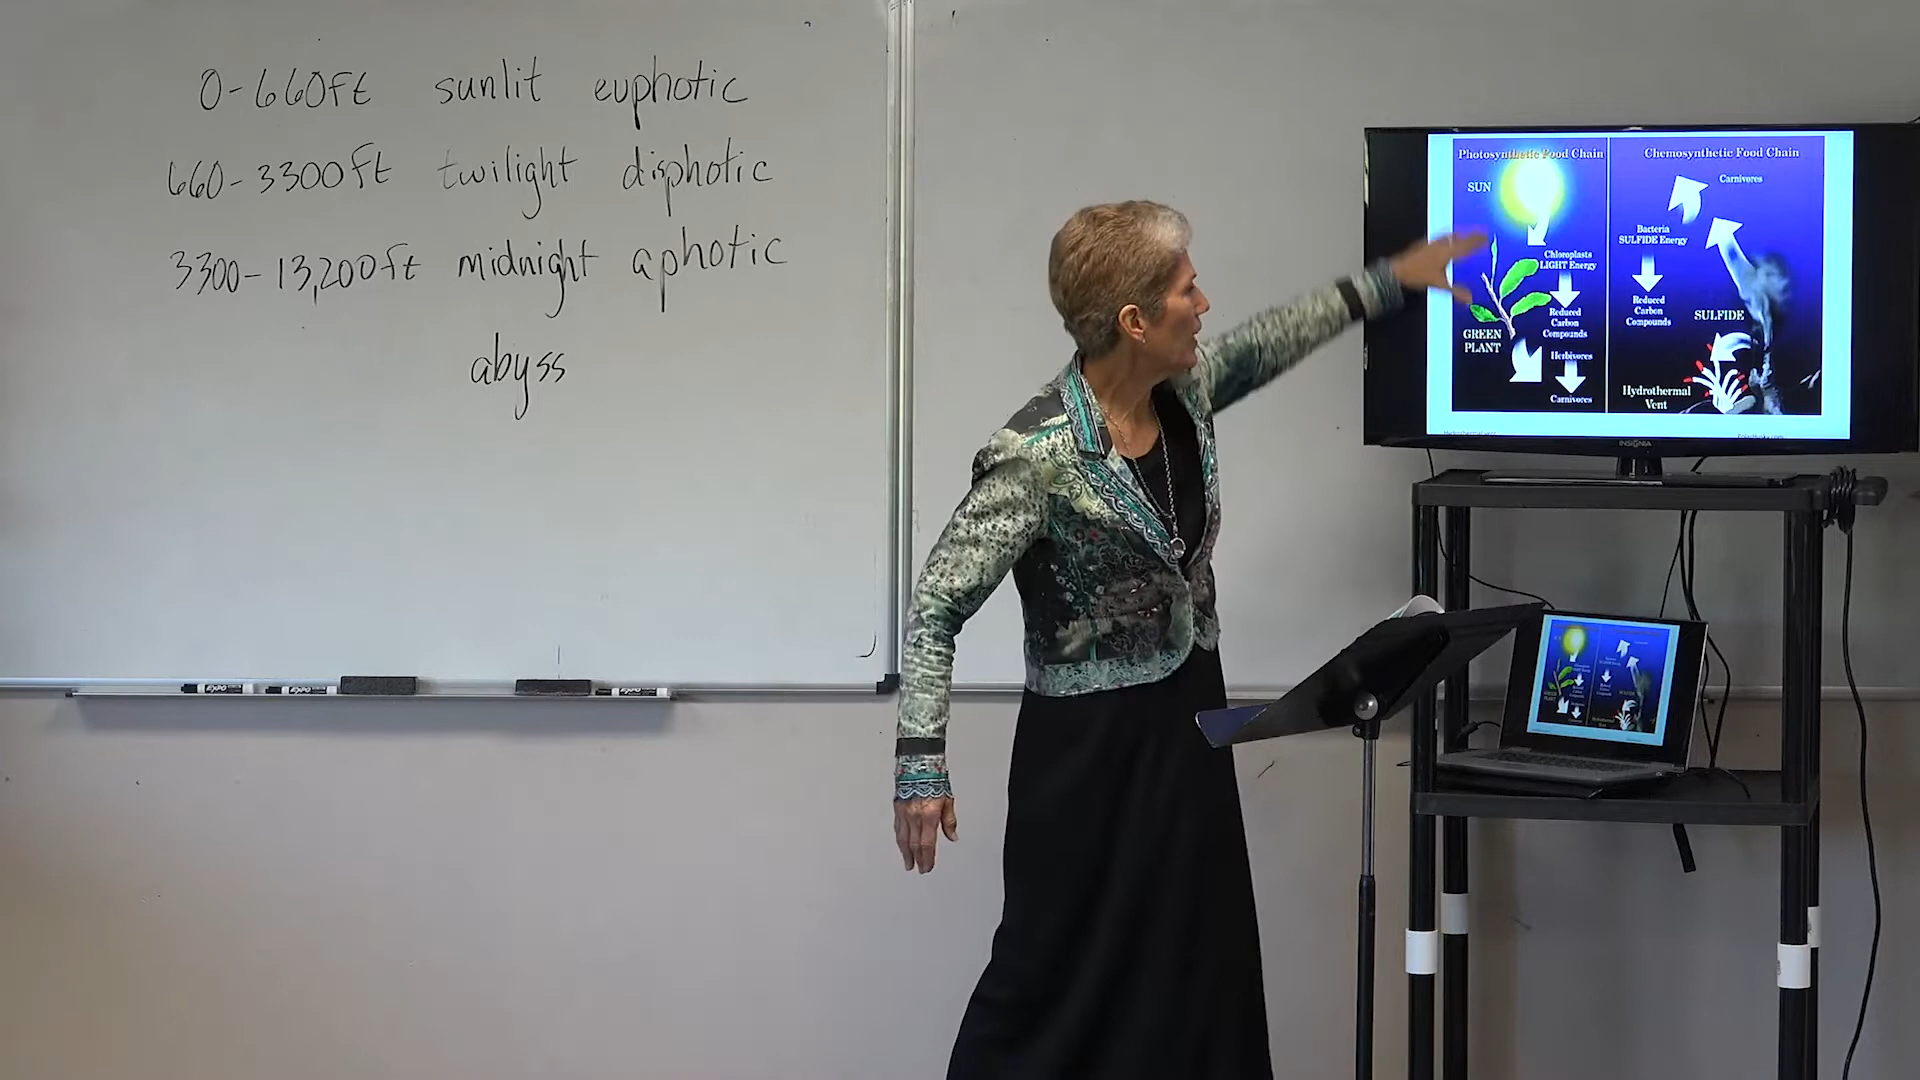 0-660ft sunlit euphotic
660-3300ft twilight disphotic
3300-13,200ft midnight aphotic
abyss
EXPO
EXPO
EXPO
Photosynthetic Food Chain
SUN
Chloroplasts
LIGHT Energy
Reduced
Carbon
Compounds
GREEN
PLANT
Herbivores
Carnivores
Chemosynthetic Food Chain
Carnivores
Bacteria
SULFIDE Energy
Reduced
Carbon
Compounds
SULFIDE
Hydrothermal
Vent
INSIGNIA